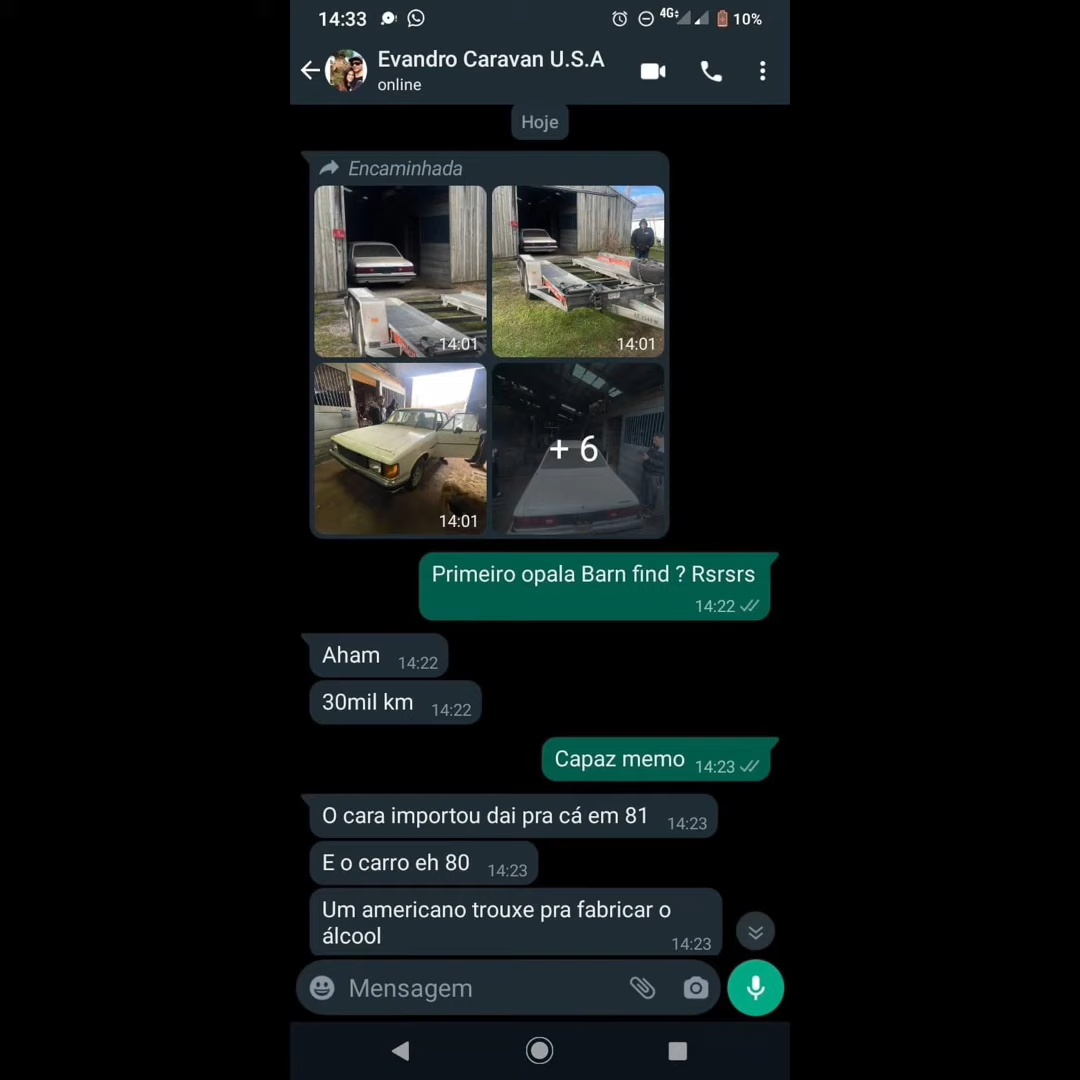 14:33
4G
10%
Evandro Caravan U.S.A
online
Hoje
Encaminhada
14:01
14:01
14:01
+ 6
Primeiro opala Barn find ? Rsrsrs
14:22
Aham 14:22
30mil km 14:22
Capaz memo 14:23
O cara importou dai pra cá em 81 14:23
E o carro eh 80 14:23
Um americano trouxe pra fabricar o
álcool
14:23
Mensagem